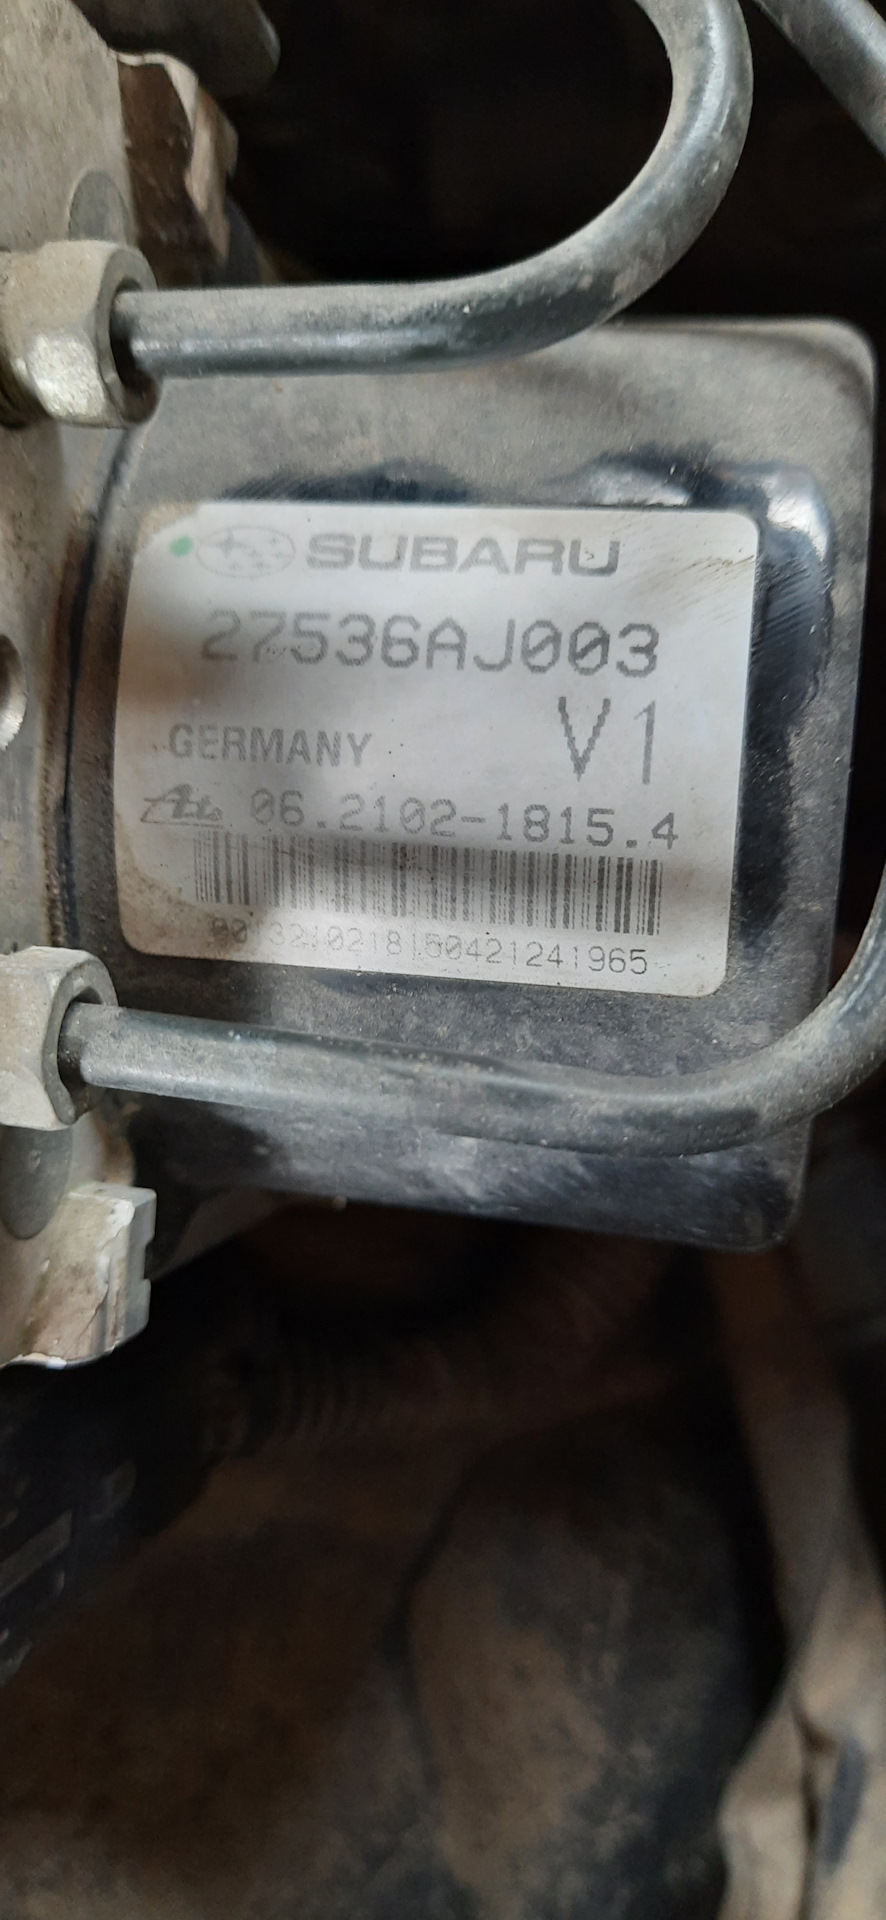 SUBARU
27536AJ003
V1
GERMANY
Ate 06.2102-1815.4